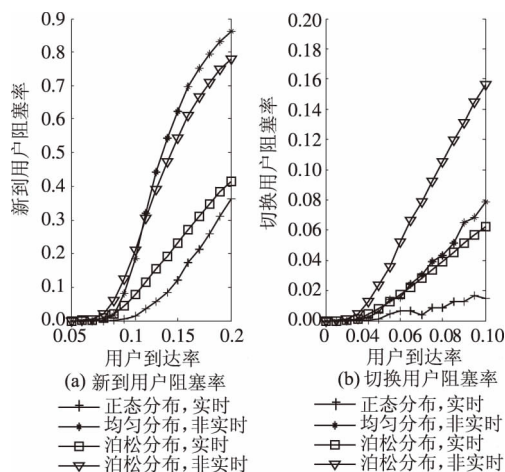 0.9
0.8
0.7
0.6
0.5
0.4
0.3
0.2
0.1
0.0
新到用户阻塞率
0.05 0.1 0.15 0.2
用户到达率
(a) 新到用户阻塞率
正态分布,实时
均匀分布,非实时
泊松分布,实时
泊松分布,非实时
0.20
0.18
0.16
0.14
0.12
0.10
0.08
0.06
0.04
0.02
0.00
切换用户阻塞率
0 0.04 0.06 0.08 0.10
用户到达率
(b) 切换用户阻塞率
正态分布,实时
均匀分布,非实时
泊松分布,实时
泊松分布,非实时